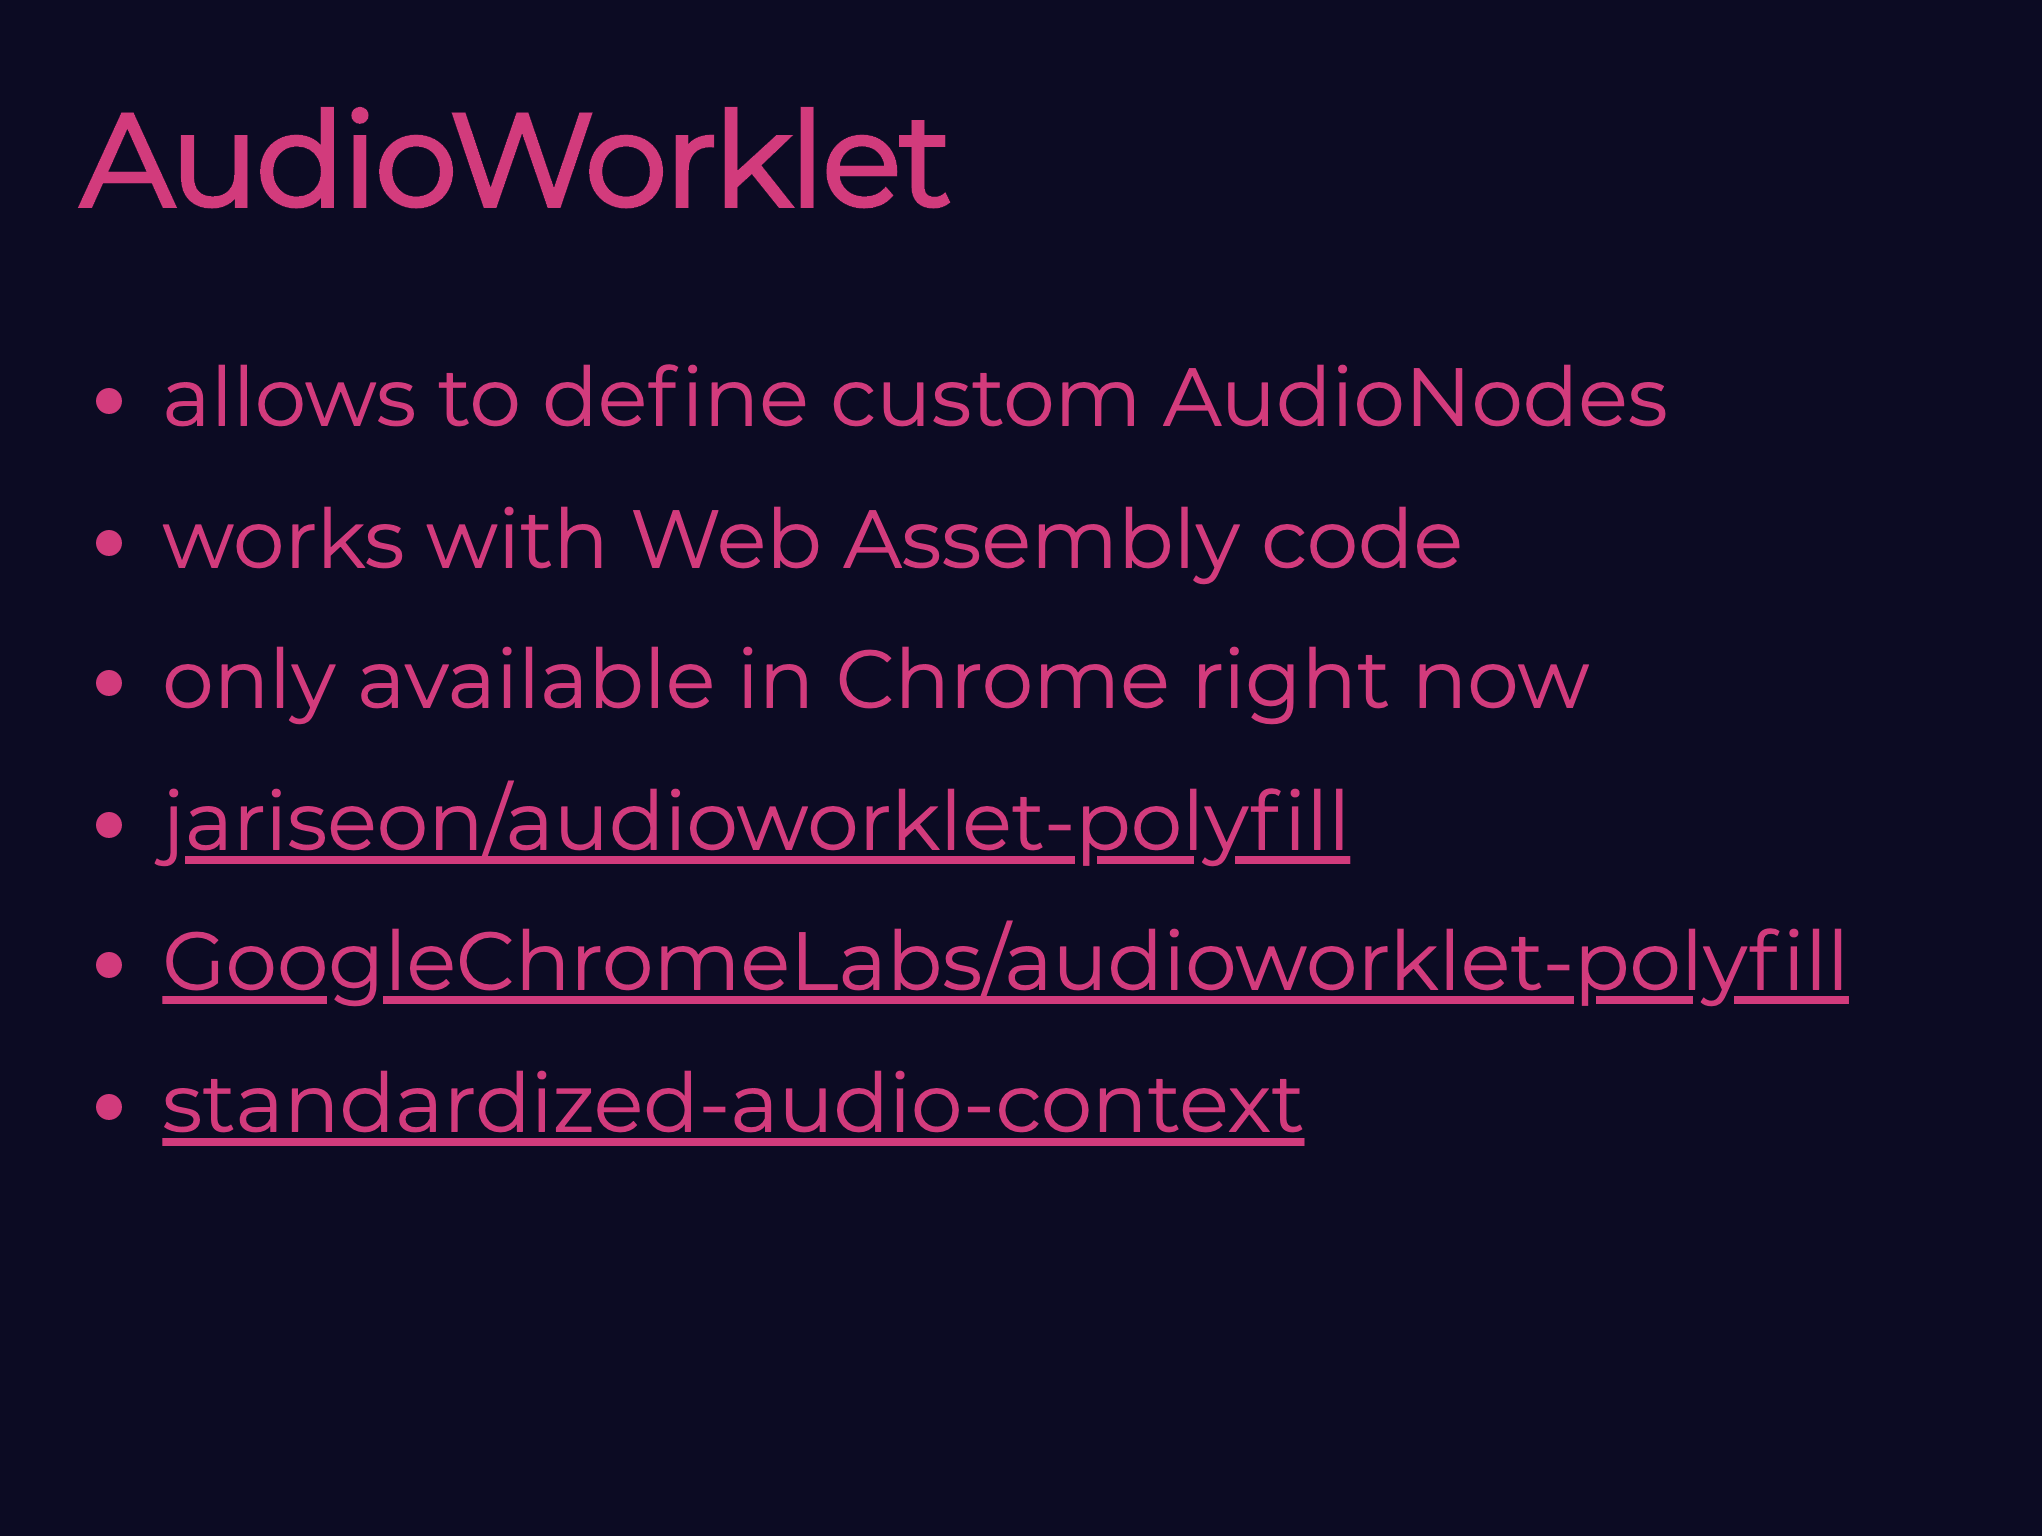 AudioWorklet
• allows to define custom AudioNodes
• works with Web Assembly code
• only available in Chrome right now
• jariseon/audioworklet-polyfill
• GoogleChromeLabs/audioworklet-polyfill
• standardized-audio-context